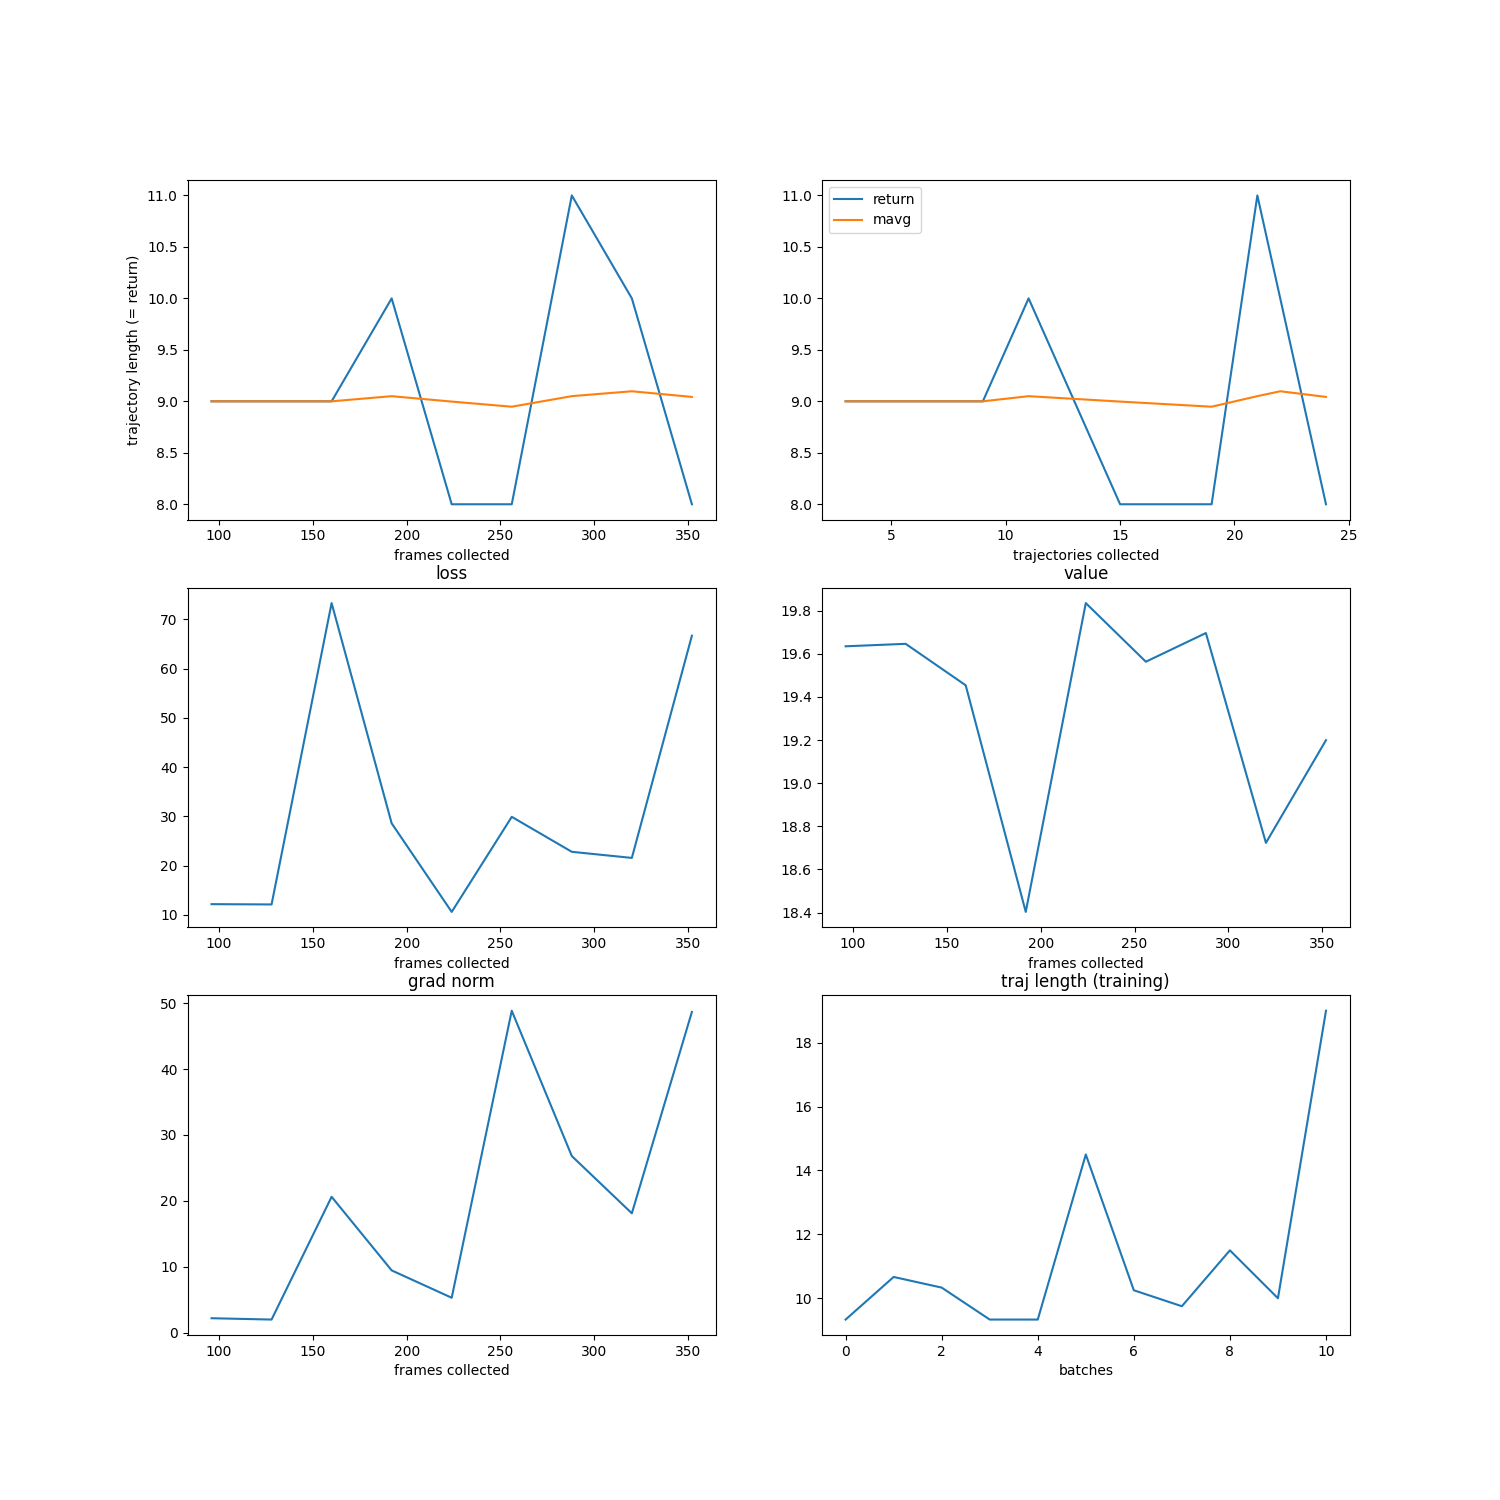 11.0
10.5
10.0
9.5
9.0
8.5
8.0
trajectory length (= return)
100 150 200 250 300 350
frames collected
return
mavg
11.0
10.5
10.0
9.5
9.0
8.5
8.0
5 10 15 20 25
trajectories collected
loss
70
60
50
40
30
20
10
100 150 200 250 300 350
frames collected
value
19.8
19.6
19.4
19.2
19.0
18.8
18.6
18.4
100 150 200 250 300 350
frames collected
grad norm
50
40
30
20
10
0
100 150 200 250 300 350
frames collected
traj length (training)
18
16
14
12
10
0 2 4 6 8 10
batches